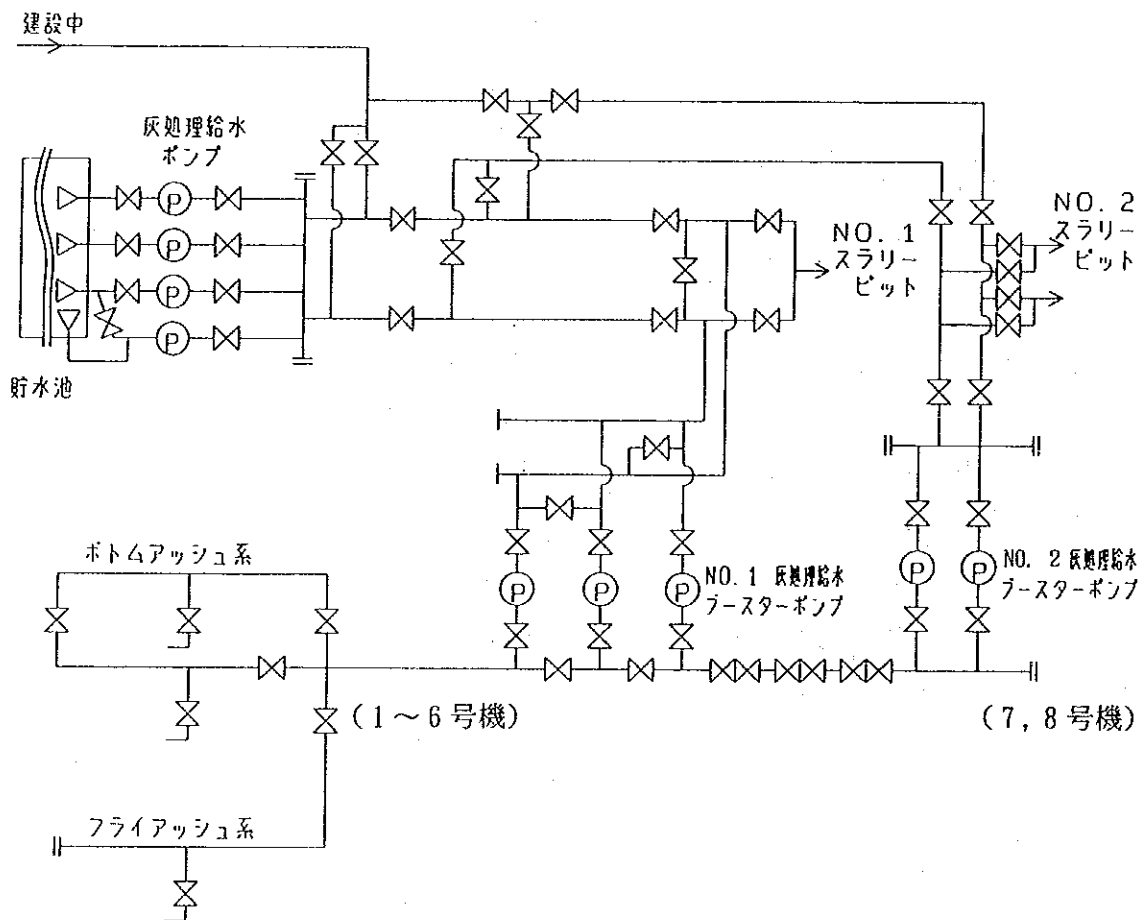 建設中
灰処理給水
ポンプ
P
P
P
P
貯水池
NO. 1
スラリー
ピット
NO. 2
スラリー
ピット
ボトムアッシュ系
P
P
P
NO. 1 灰処理給水
ブースターポンプ
P
P
NO. 2 灰処理給水
ブースターポンプ
(1~6号機)
(7,8号機)
フライアッシュ系